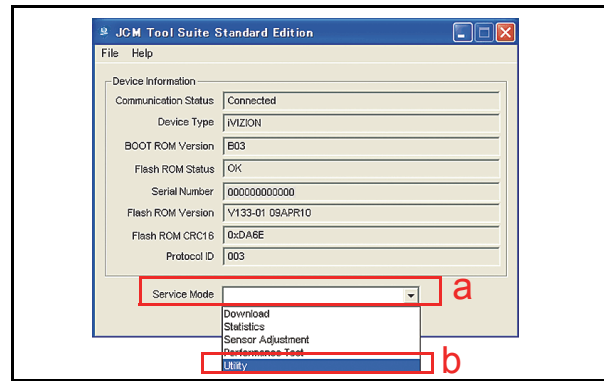 JCM Tool Suite Standard Edition
File Help
Device Information
Communication Status Connected
Device Type iVIZION
BOOT ROM Version B03
Flash ROM Status OK
Serial Number 000000000000
Flash ROM Version V133-01 09APR10
Flash ROM CRC16 0xDA6E
Protocol ID 003
Service Mode
a
Download
Statistics
Sensor Adjustment
Performance Test
Utility
b